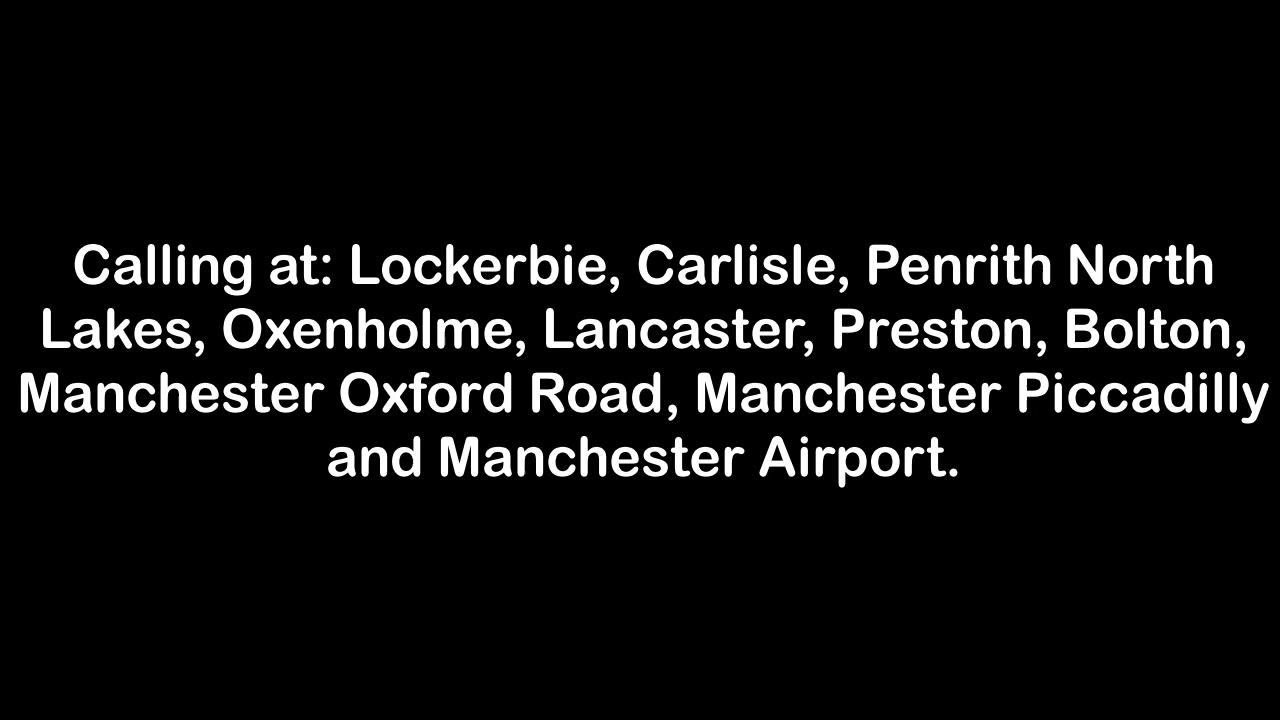 Calling at: Lockerbie, Carlisle, Penrith North
Lakes, Oxenholme, Lancaster, Preston, Bolton,
Manchester Oxford Road, Manchester Piccadilly
and Manchester Airport.